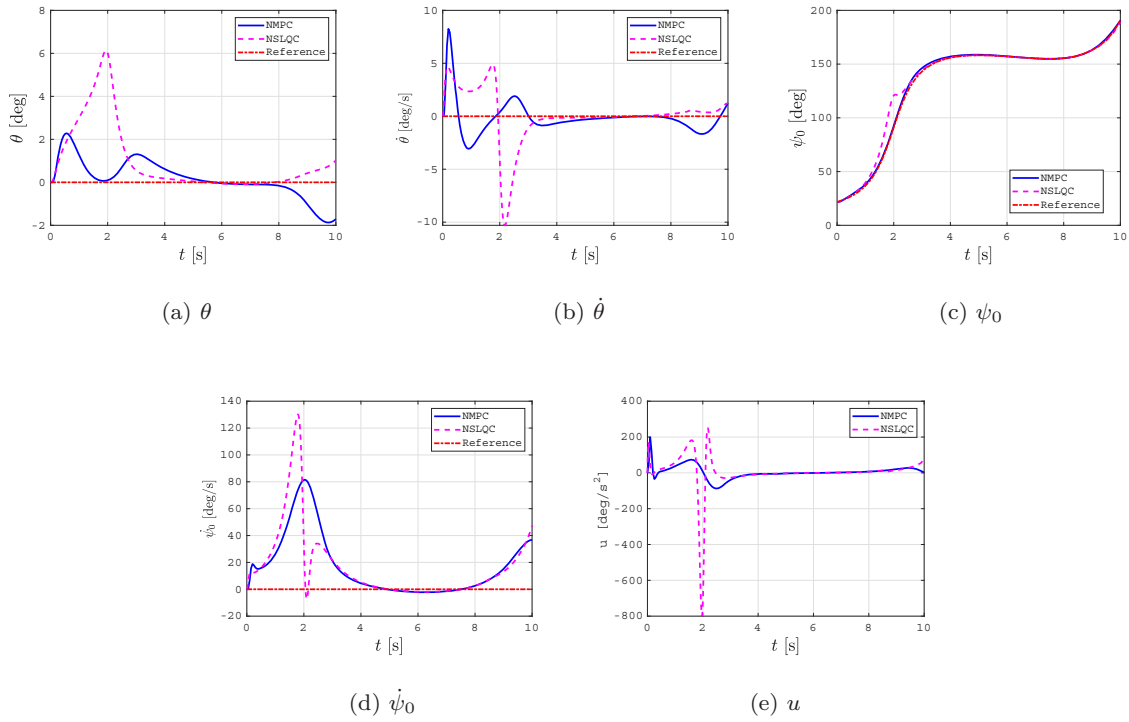 NMPC
NSLQC
Reference
8
6
4
2
0
-2
0 2 4 6 8 10
θ [deg]
t [s]
(a) θ
NMPC
NSLQC
Reference
10
5
0
-5
-10
0 2 4 6 8 10
θ̇ [deg/s]
t [s]
(b) θ̇
NMPC
NSLQC
Reference
200
150
100
50
0
0 2 4 6 8 10
ψ₀ [deg]
t [s]
(c) ψ₀
NMPC
NSLQC
Reference
140
120
100
80
60
40
20
0
-20
0 2 4 6 8 10
ψ̇₀ [deg/s]
t [s]
(d) ψ̇₀
NMPC
NSLQC
400
200
0
-200
-400
-600
-800
0 2 4 6 8 10
u [deg/s²]
t [s]
(e) u